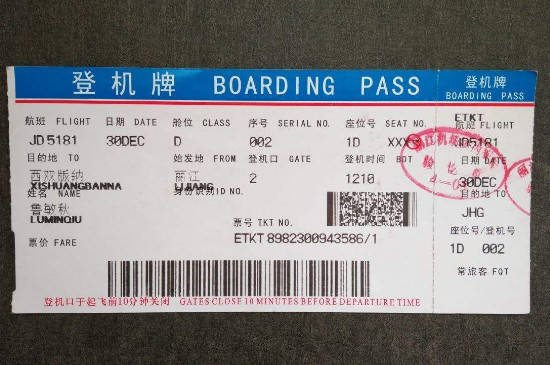 登机牌 BOARDING PASS
航班 FLIGHT 日期 DATE 舱位 CLASS 序号 SERIAL NO. 座位号 SEAT NO.
JD5181 30DEC D 002 1D
目的地 TO 始发地 FROM 登机口 GATE 登机时间 BDT
西双版纳 丽江 2 1210
XISHUANGBANNA LIJIANG
姓名 NAME 身份识别 ID NO.
鲁敏秋
LUMINQIU
票号 TKT NO.
票价 FARE ETKT 8982300943586/1
登机口于起飞前10分钟关闭 GATES CLOSE 10 MINUTES BEFORE DEPARTURE TIME
登机牌
BOARDING PASS
ETKT
航班 FLIGHT
JD5181
日期 DATE
30DEC
目的地 TO
JHG
座位号/登机号
1D 002
常旅客 FQT